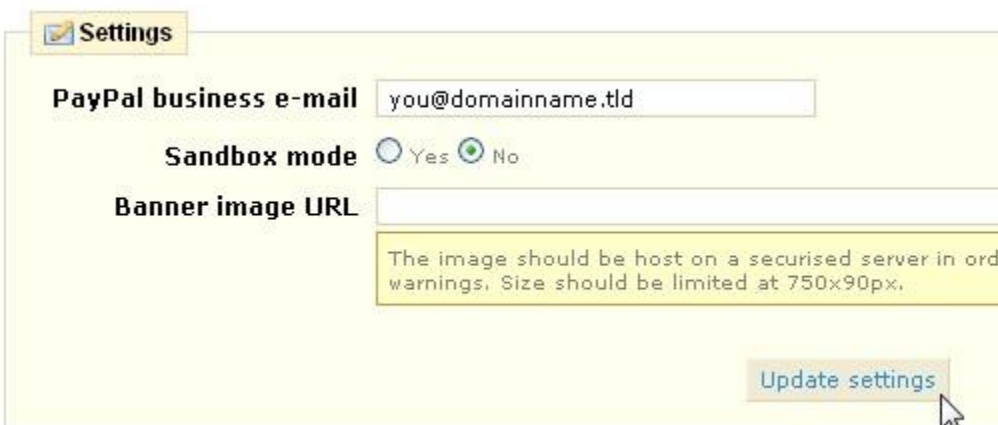 Settings
PayPal business e-mail you@domainname.tld
Sandbox mode Yes No
Banner image URL
The image should be host on a securised server in
warnings. Size should be limited at 750x90px.
Update settings